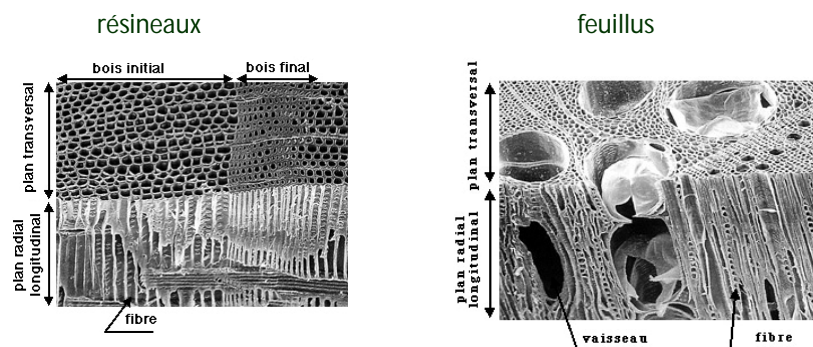 résineaux
bois initial
bois final
plan transversal
plan radial
longitudinal
fibre
feuillus
plan transversal
plan radial
longitudinal
vaisseau
fibre